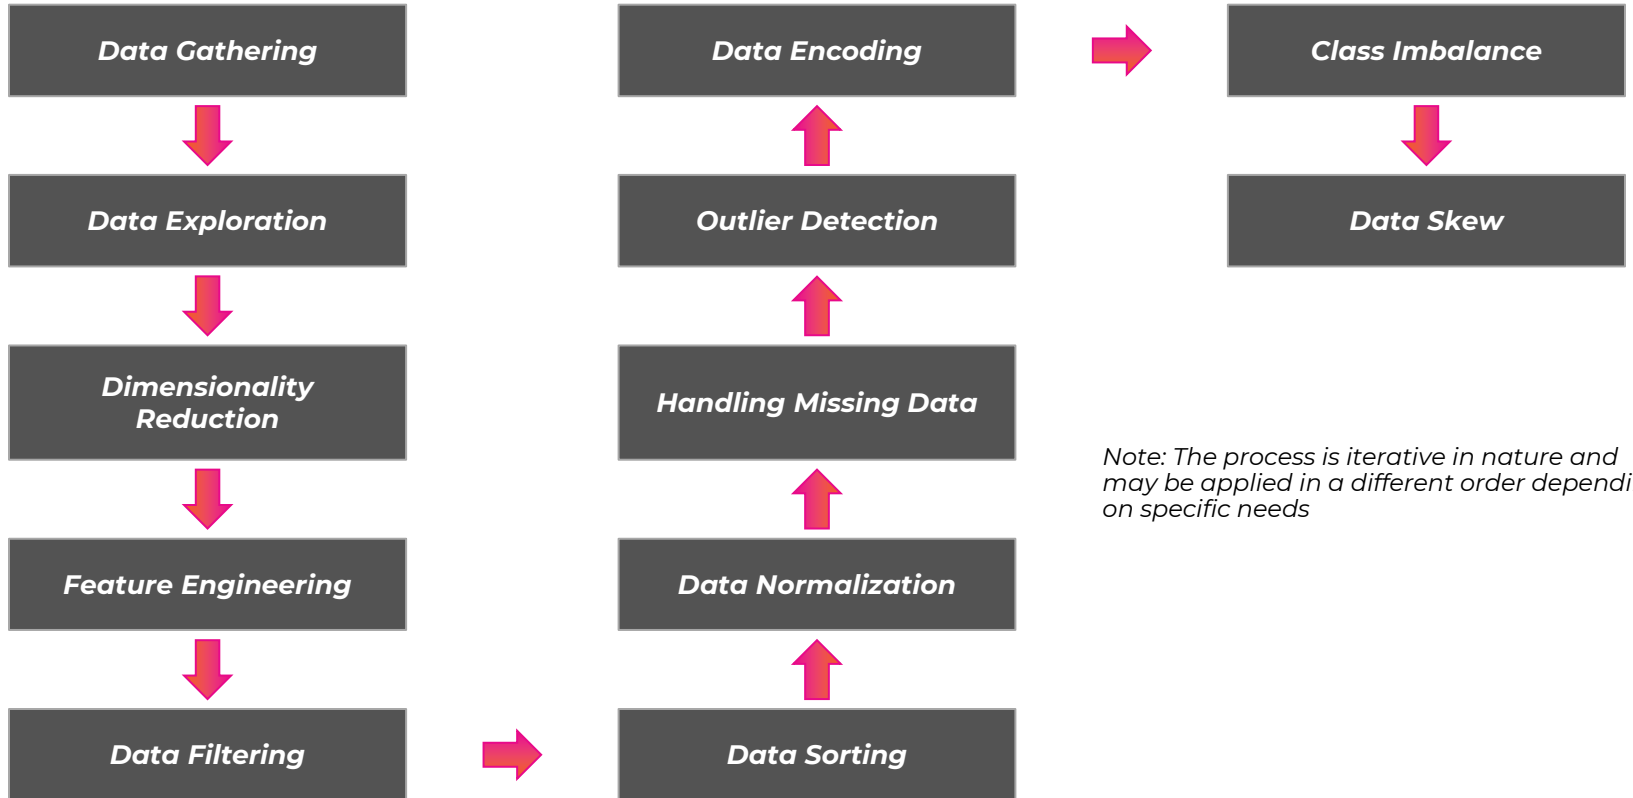 Data Gathering
Data Exploration
Dimensionality
Reduction
Feature Engineering
Data Filtering
Data Sorting
Data Normalization
Handling Missing Data
Outlier Detection
Data Encoding
Class Imbalance
Data Skew
Note: The process is iterative in nature and
may be applied in a different order dependi
on specific needs